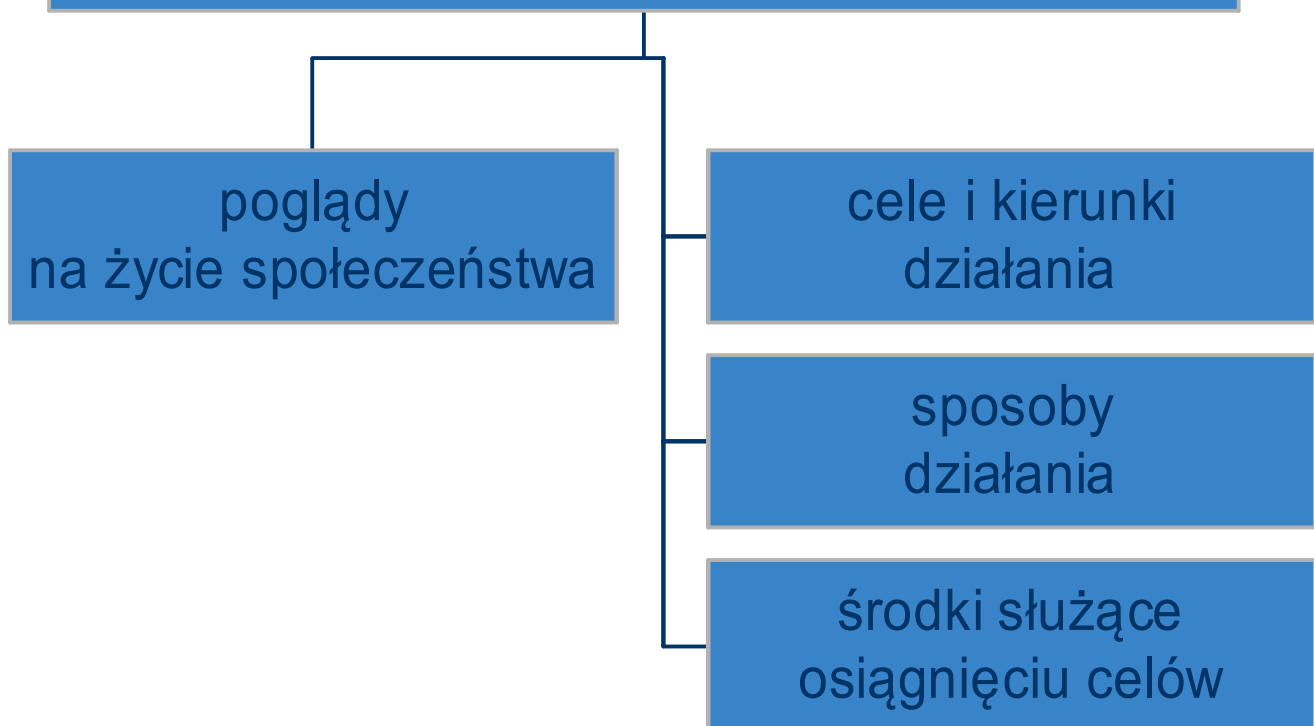 poglądy
na życie społeczeństwa
cele i kierunki
działania
sposoby
działania
środki służące
osiągnięciu celów